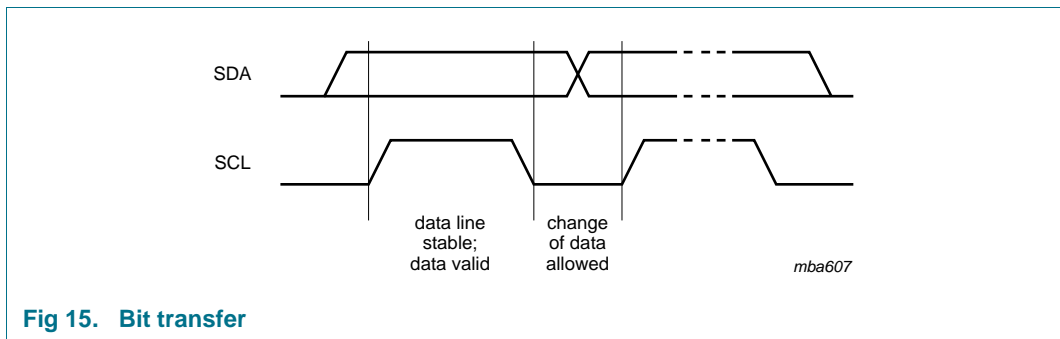 SDA
SCL
data line
stable;
data valid
change
of data
allowed
mba607
Fig 15. Bit transfer